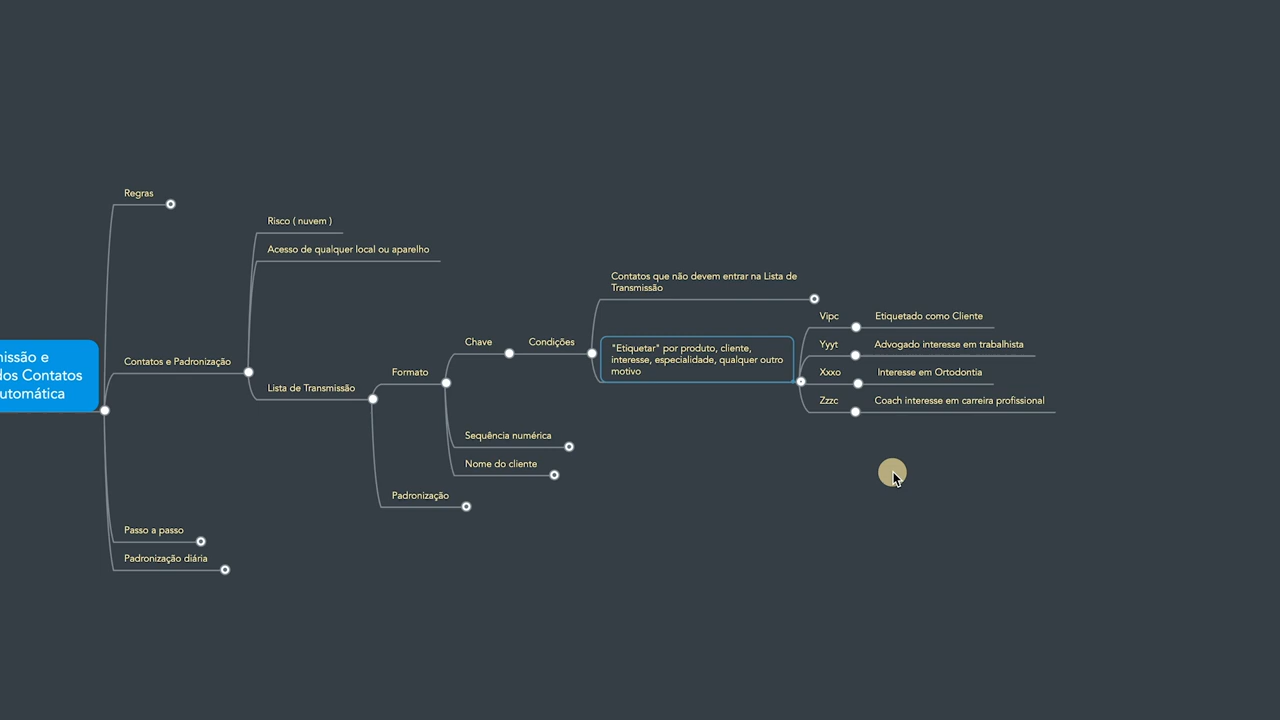 Regras
Risco ( nuvem )
Acesso de qualquer local ou aparelho
Contatos que não devem entrar na Lista de
Transmissão
Vipc
Etiquetado como Cliente
Chave
Condições
"Etiquetar" por produto, cliente,
interesse, especialidade, qualquer outro
motivo
Yyyt
Advogado interesse em trabalhista
e
dos Contatos
Contatos e Padronização
Formato
Xxxo
Interesse em Ortodontia
Lista de Transmissão
Zzzc
Coach interesse em carreira profissional
Sequência numérica
Nome do cliente
Padronização
Passo a passo
Padronização diária